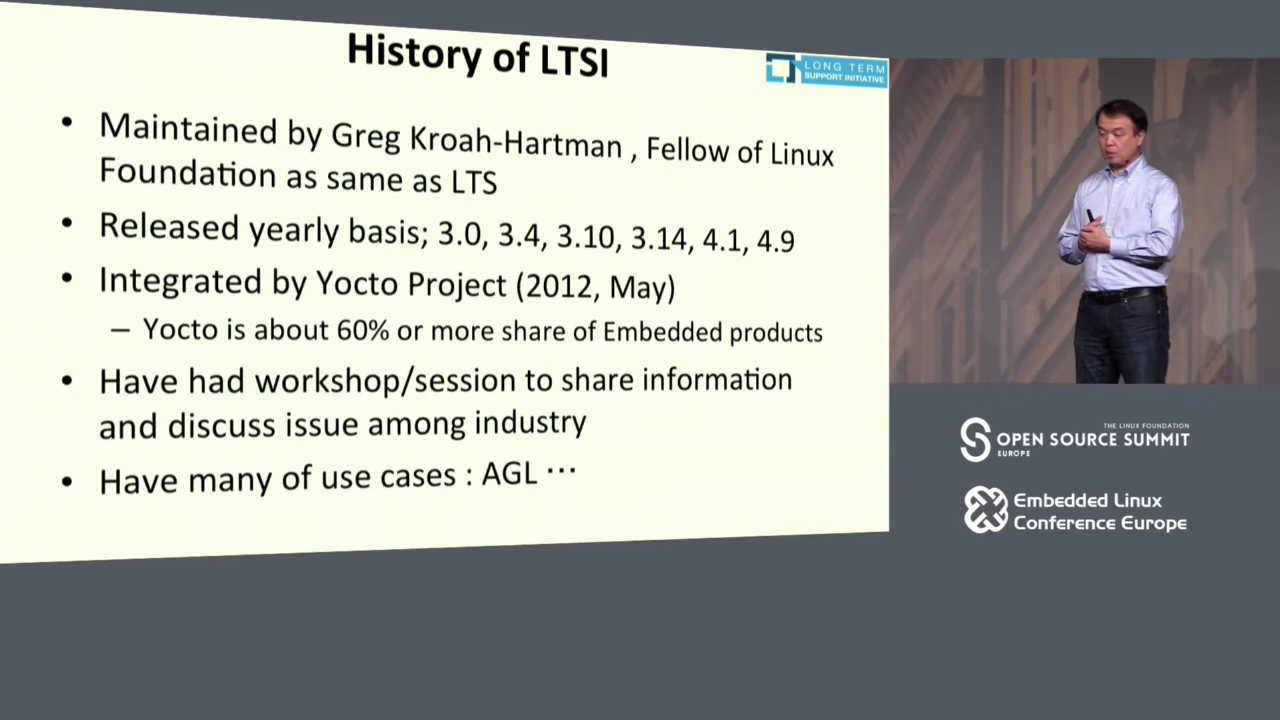 History of LTSI
LONG TERM
SUPPORT INITIATIVE
• Maintained by Greg Kroah-Hartman , Fellow of Linux
Foundation as same as LTS
• Released yearly basis; 3.0, 3.4, 3.10, 3.14, 4.1, 4.9
• Integrated by Yocto Project (2012, May)
– Yocto is about 60% or more share of Embedded products
• Have had workshop/session to share information
and discuss issue among industry
• Have many of use cases : AGL ⋯
THE LINUX FOUNDATION
OPEN SOURCE SUMMIT
EUROPE
Embedded Linux
Conference Europe